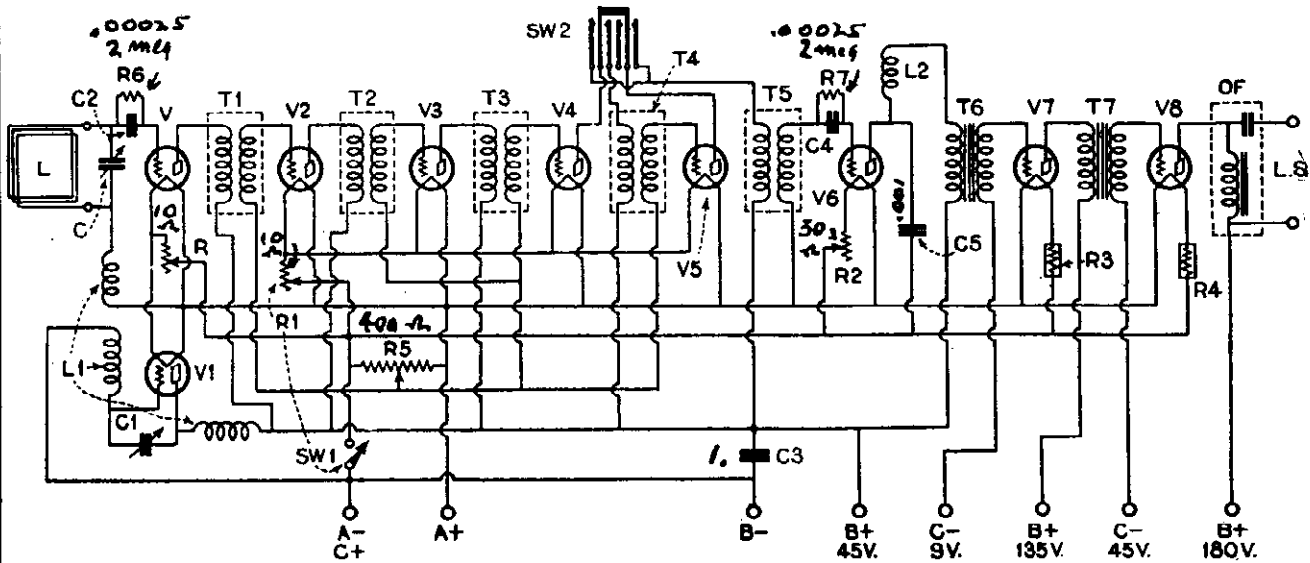 .00025
2 meg
R6
C2
V
T1
V2
T2
V3
T3
V4
SW2
T4
T5
.00025
2 meg
R7
C4
L2
T6
V7
T7
V8
OF
L
C
10
Ω
R
10
V5
V6
30
Ω
R2
.001
C5
R3
R4
L.S
R1
400 Ω
R5
L1
V1
C1
SW1
1.
C3
A-
C+
A+
B-
B+
45V.
C-
9V.
B+
135V.
C-
45V.
B+
180V.